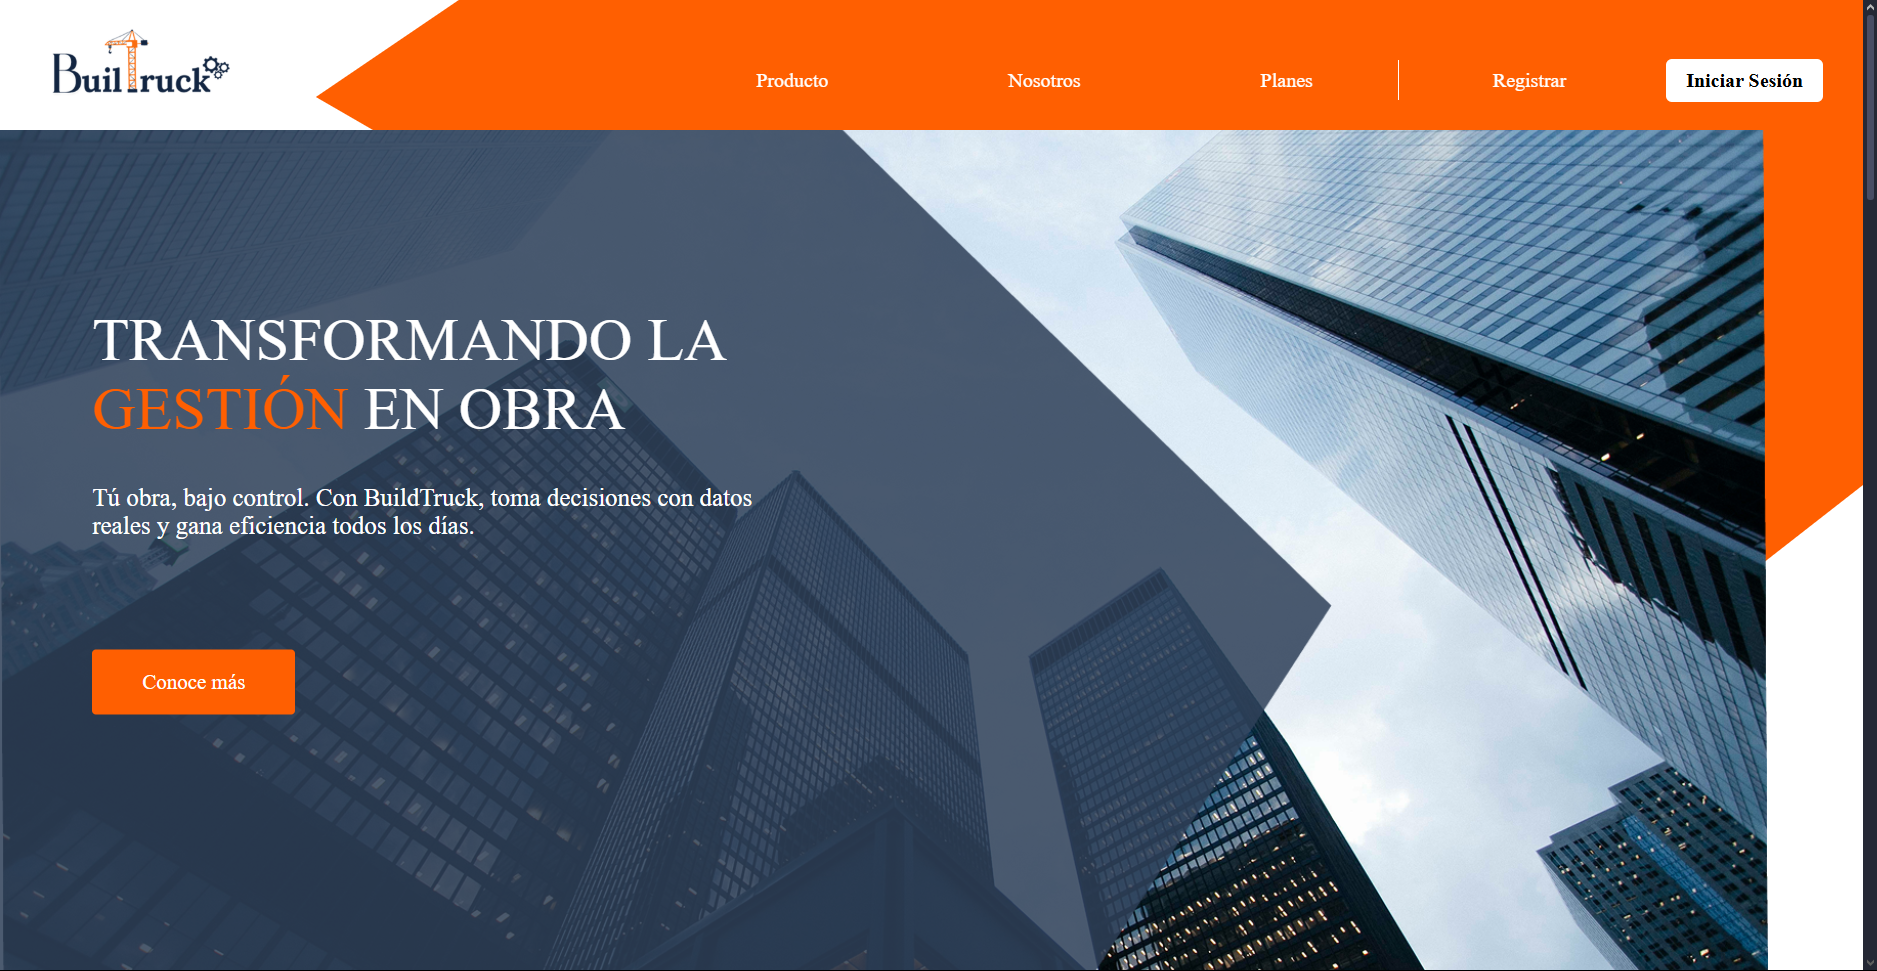 BuilTruck
Producto
Nosotros
Planes
Registrar
Iniciar Sesión
TRANSFORMANDO LA
GESTIÓN EN OBRA
Tú obra, bajo control. Con BuildTruck, toma decisiones con datos
reales y gana eficiencia todos los días.
Conoce más